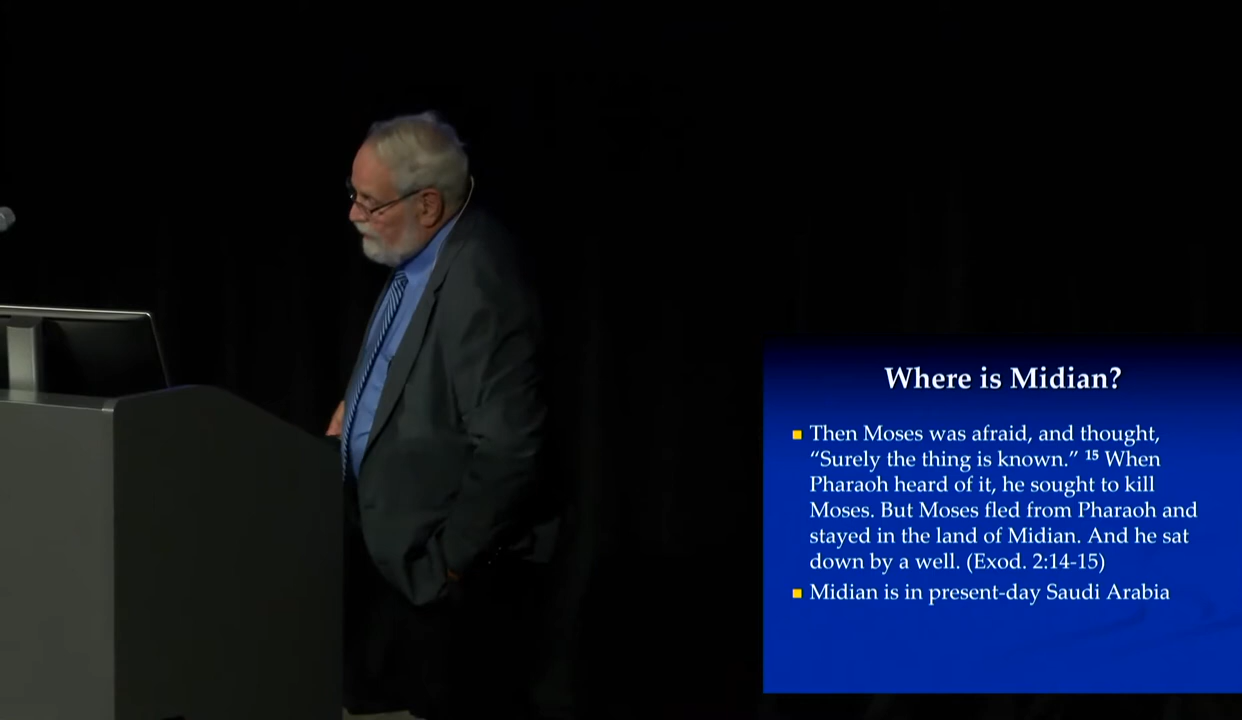 Where is Midian?
Then Moses was afraid, and thought,
“Surely the thing is known.” 15 When
Pharaoh heard of it, he sought to kill
Moses. But Moses fled from Pharaoh and
stayed in the land of Midian. And he sat
down by a well. (Exod. 2:14-15)
Midian is in present-day Saudi Arabia